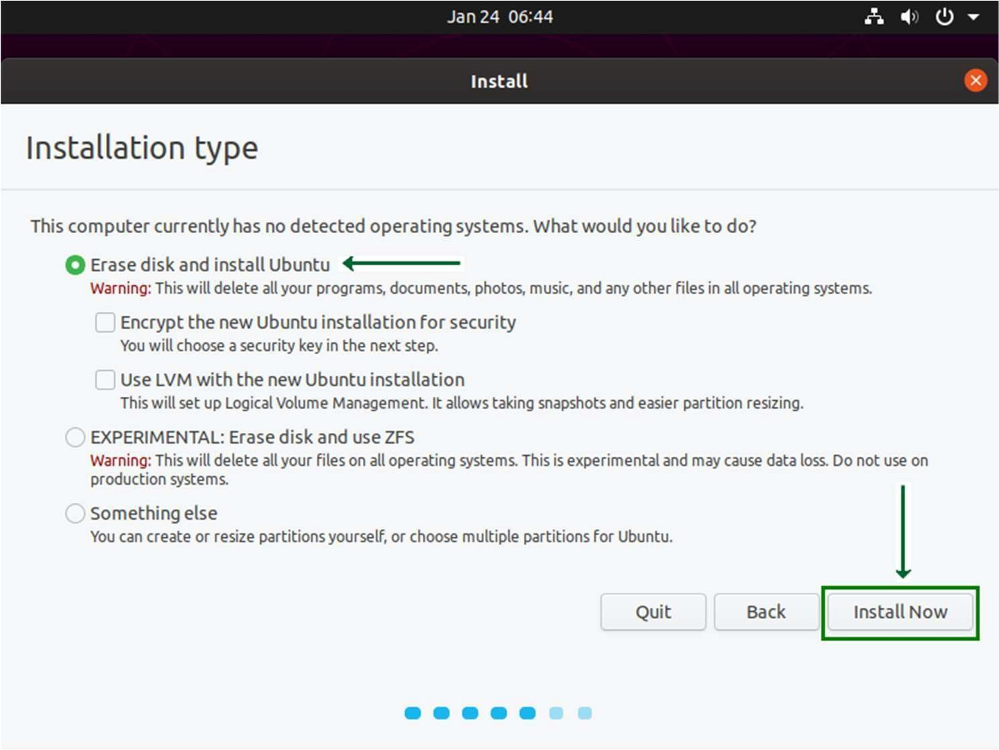 Jan 24 06:44
Install
Installation type
This computer currently has no detected operating systems. What would you like to do?
Erase disk and install Ubuntu
Warning: This will delete all your programs, documents, photos, music, and any other files in all operating systems.
Encrypt the new Ubuntu installation for security
You will choose a security key in the next step.
Use LVM with the new Ubuntu installation
This will set up Logical Volume Management. It allows taking snapshots and easier partition resizing.
EXPERIMENTAL: Erase disk and use ZFS
Warning: This will delete all your files on all operating systems. This is experimental and may cause data loss. Do not use on
production systems.
Something else
You can create or resize partitions yourself, or choose multiple partitions for Ubuntu.
Quit Back Install Now